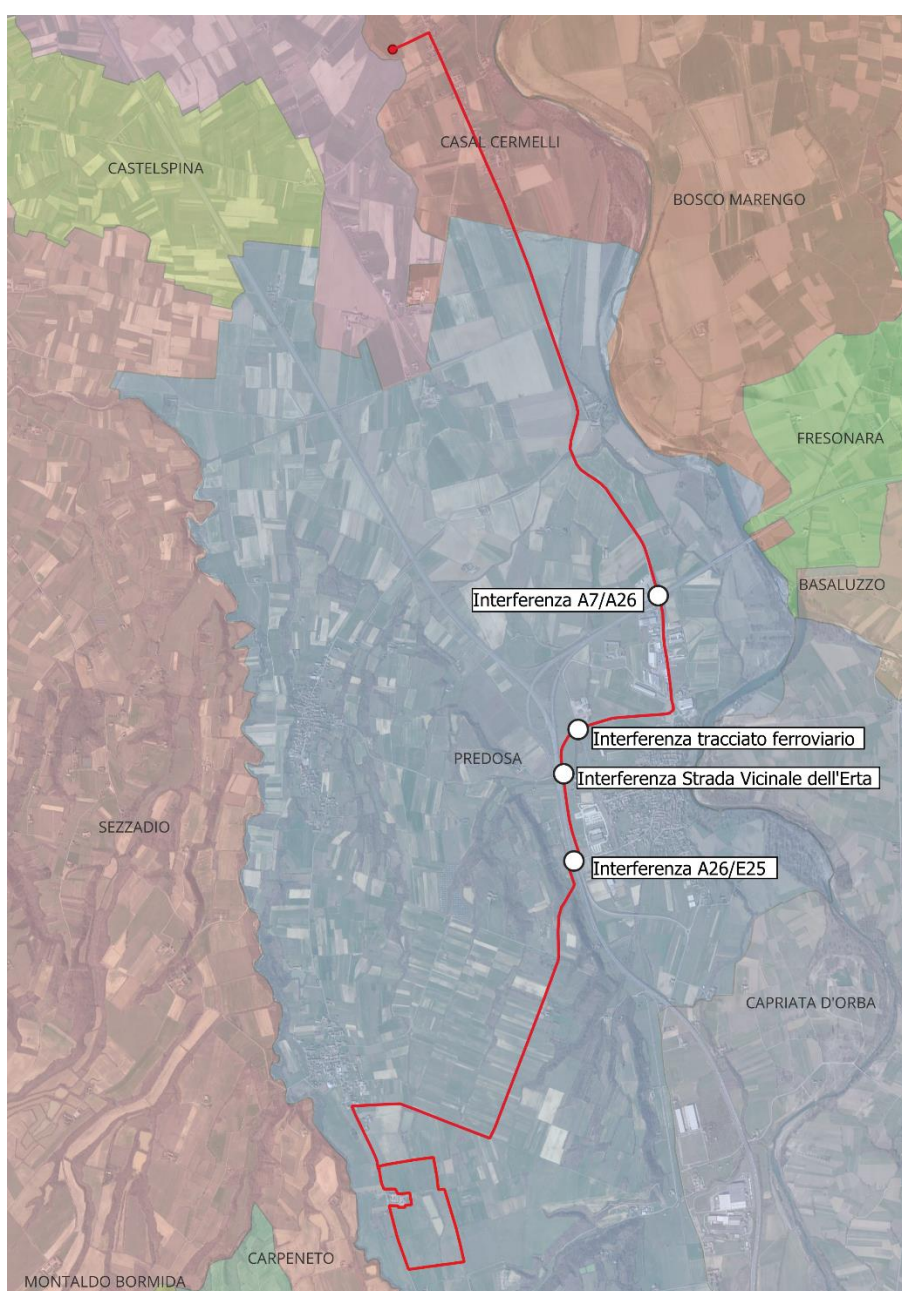 CASAL CERMELLI
CASTELSPINA
BOSCO MARENGO
FRESONARA
BASALUZZO
Interferenza A7/A26
Interferenza tracciato ferroviario
PREDOSA
Interferenza Strada Vicinale dell'Erta
SEZZADIO
Interferenza A26/E25
CAPRIATA D'ORBA
CARPENETO
MONTALDO BORMIDA